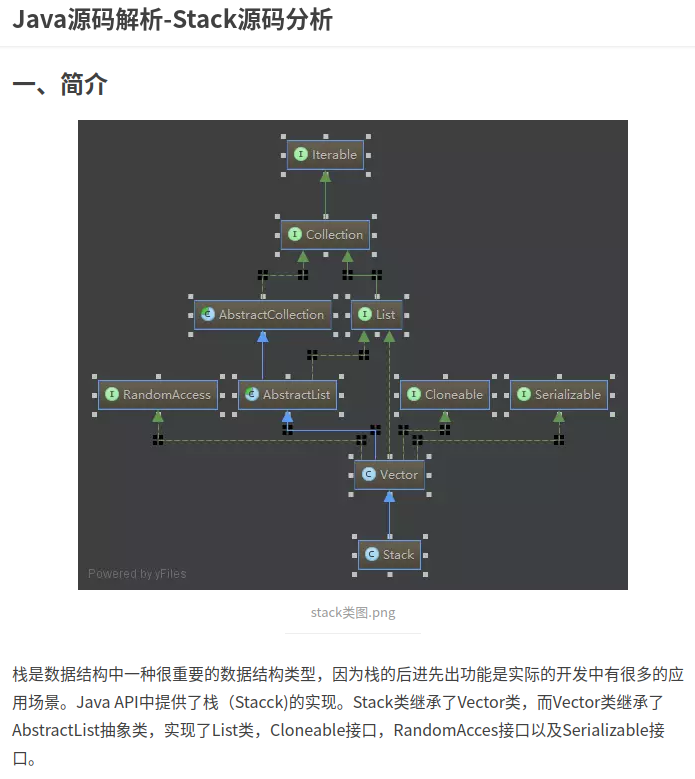 Java源码解析-Stack源码分析
一、简介
I Iterable
I Collection
C AbstractCollection
I List
I RandomAccess
C AbstractList
I Cloneable
I Serializable
C Vector
C Stack
Powered by yFiles
stack类图.png
栈是数据结构中一种很重要的数据结构类型，因为栈的后进先出功能是实际的开发中有很多的应
用场景。Java API中提供了栈（Stacck)的实现。Stack类继承了Vector类，而Vector类继承了
AbstractList抽象类，实现了List类，Cloneable接口，RandomAcces接口以及Serializable接
口。